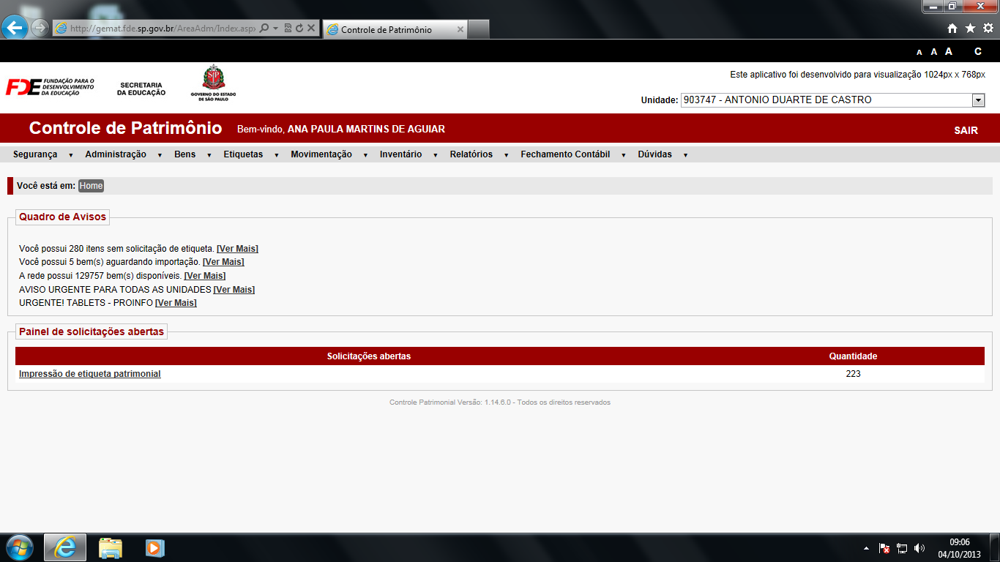 http://gemat.fde.sp.gov.br/AreaAdm/Index.aspx
Controle de Patrimônio
A A A C
FDE FUNDAÇÃO PARA O
DESENVOLVIMENTO
DA EDUCAÇÃO
SECRETARIA
DA EDUCAÇÃO
GOVERNO DO ESTADO
DE SÃO PAULO
Este aplicativo foi desenvolvido para visualização 1024px x 768px
Unidade: 903747 - ANTONIO DUARTE DE CASTRO
Controle de Patrimônio Bem-vindo, ANA PAULA MARTINS DE AGUIAR SAIR
Segurança Administração Bens Etiquetas Movimentação Inventário Relatórios Fechamento Contábil Dúvidas
Você está em: Home
Quadro de Avisos
Você possui 280 itens sem solicitação de etiqueta. [Ver Mais]
Você possui 5 bem(s) aguardando importação. [Ver Mais]
A rede possui 129757 bem(s) disponíveis. [Ver Mais]
AVISO URGENTE PARA TODAS AS UNIDADES [Ver Mais]
URGENTE! TABLETS - PROINFO [Ver Mais]
Painel de solicitações abertas
Solicitações abertas Quantidade
Impressão de etiqueta patrimonial 223
Controle Patrimonial Versão: 1.14.6.0 - Todos os direitos reservados
09:06
04/10/2013